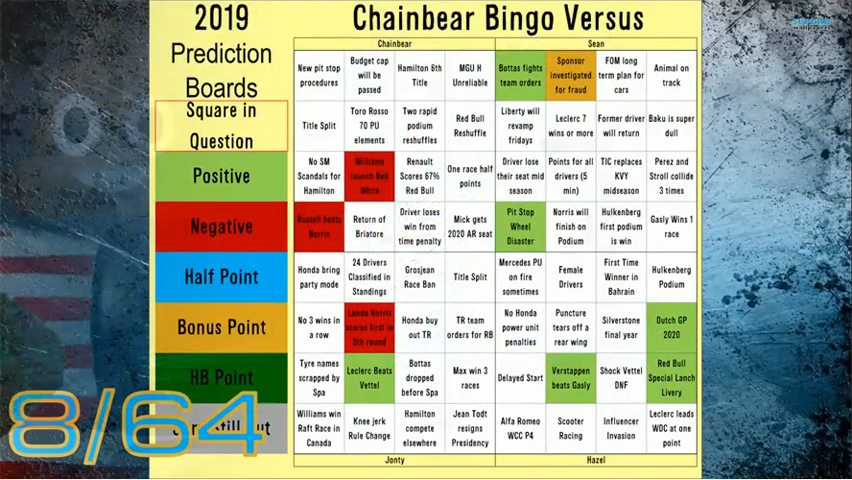 2019
Prediction
Boards
Square in
Question
Positive
Negative
Half Point
Bonus Point
HB Point
8/64
Chainbear Bingo Versus
Chainbear
Sean
New pit stop
procedures
Budget cap
will be
passed
Hamilton 6th
Title
MGU H
Unreliable
Bottas fights
team orders
Sponsor
investigated
for fraud
FOM long
term plan for
cars
Animal on
track
Title Split
Toro Rosso
70 PU
elements
Two rapid
podium
reshuffles
Red Bull
Reshuffle
Liberty will
revamp
fridays
Leclerc 7
wins or more
Former driver
will return
Baku is super
dull
No SM
Scandals for
Hamilton
Williams
launch Red
White
Renault
Scores 67%
Red Bull
One race half
points
Driver lose
their seat mid
season
Points for all
drivers (5
min)
TIC replaces
KVY
midseason
Perez and
Stroll collide
3 times
Russell beats
Norris
Return of
Briatore
Driver loses
win from
time penalty
Mick gets
2020 AR seat
Pit Stop
Wheel
Disaster
Norris will
finish on
Podium
Hulkenberg
first podium
is win
Gasly Wins 1
race
Honda bring
party mode
24 Drivers
Classified in
Standings
Grosjean
Race Ban
Title Split
Mercedes PU
on fire
sometimes
Female
Drivers
First Time
Winner in
Bahrain
Hulkenberg
Podium
No 3 wins in
a row
Lando Norris
scores first in
5th round
Honda buy
out TR
TR team
orders for RB
No Honda
power unit
penalties
Puncture
tears off a
rear wing
Silverstone
final year
Dutch GP
2020
Tyre names
scrapped by
Spa
Leclerc Beats
Vettel
Bottas
dropped
before Spa
Max win 3
races
Delayed Start
Verstappen
beats Gasly
Shock Vettel
DNF
Red Bull
Special Lanch
Livery
Williams win
Raft Race in
Canada
Knee jerk
Rule Change
Hamilton
compete
elsewhere
Jean Todt
resigns
Presidency
Alfa Romeo
WCC P4
Scooter
Racing
Influencer
Invasion
Leclerc leads
WDC at one
point
Jonty
Hazel